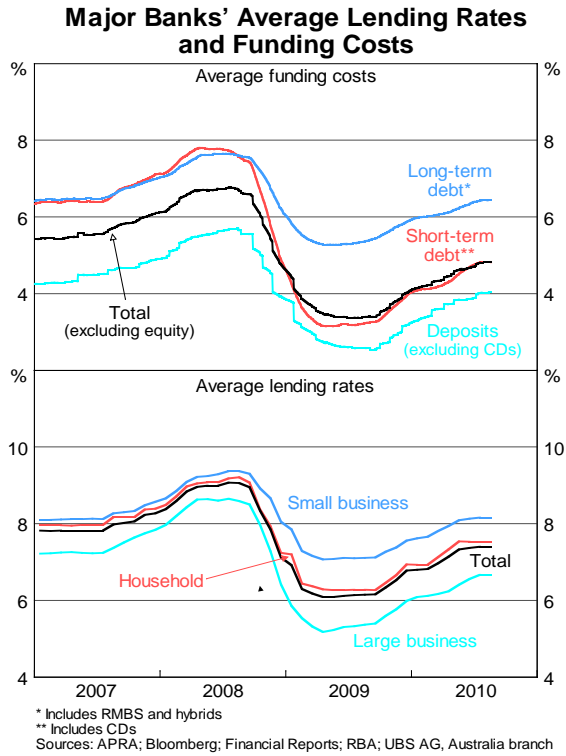 Major Banks' Average Lending Rates
and Funding Costs
% %
Average funding costs
8 8
Long-term
debt*
6 6
Short-term
debt**
4 4
Total
(excluding equity)
Deposits
(excluding CDs)
% %
Average lending rates
10 10
Small business
8 8
Total
Household
6 6
Large business
4 4
2007 2008 2009 2010
* Includes RMBS and hybrids
** Includes CDs
Sources: APRA; Bloomberg; Financial Reports; RBA; UBS AG, Australia branch